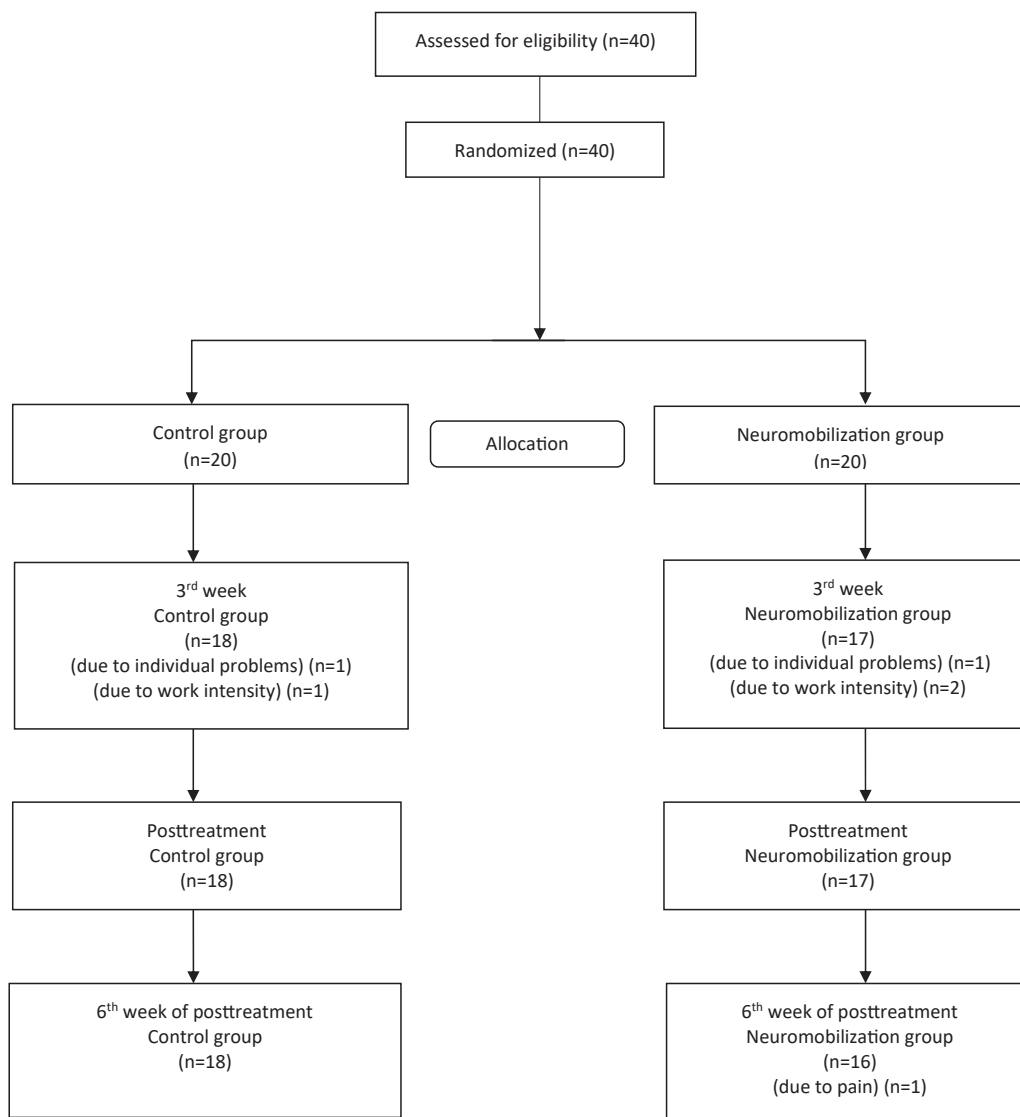 Assessed for eligibility (n=40)
Randomized (n=40)
Control group
(n=20)
Allocation
Neuromobilization group
(n=20)
3rd week
Control group
(n=18)
(due to individual problems) (n=1)
(due to work intensity) (n=1)
3rd week
Neuromobilization group
(n=17)
(due to individual problems) (n=1)
(due to work intensity) (n=2)
Posttreatment
Control group
(n=18)
Posttreatment
Neuromobilization group
(n=17)
6th week of posttreatment
Control group
(n=18)
6th week of posttreatment
Neuromobilization group
(n=16)
(due to pain) (n=1)